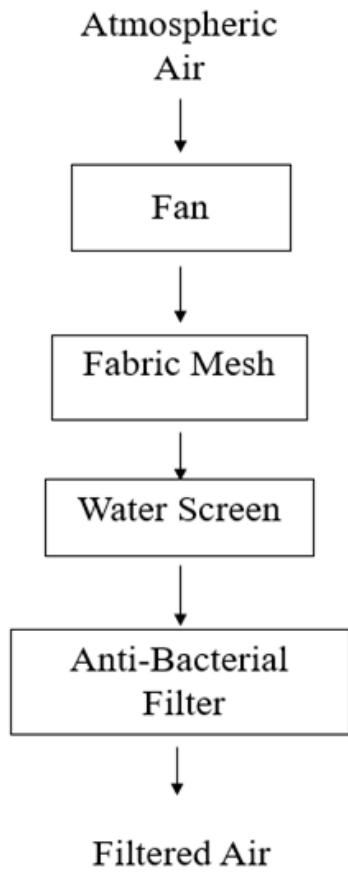 Atmospheric
Air
Fan
Fabric Mesh
Water Screen
Anti-Bacterial
Filter
Filtered Air